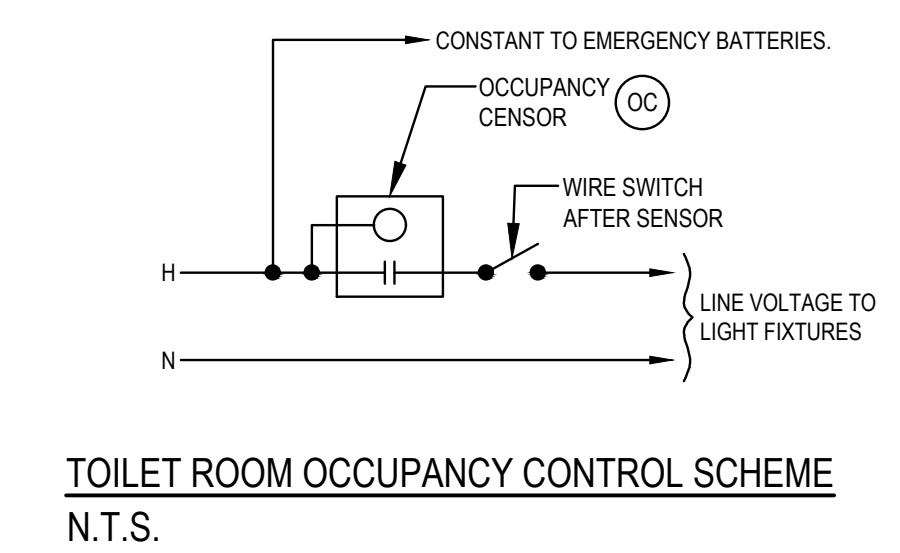 CONSTANT TO EMERGENCY BATTERIES.
OCCUPANCY
CENSOR
OC
WIRE SWITCH
AFTER SENSOR
H
LINE VOLTAGE TO
LIGHT FIXTURES
N
TOILET ROOM OCCUPANCY CONTROL SCHEME
N.T.S.